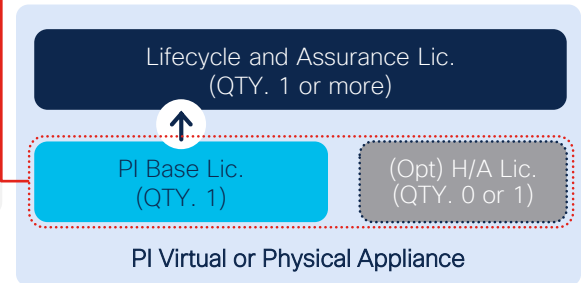 Lifecycle and Assurance Lic.
(QTY. 1 or more)
PI Base Lic.
(QTY. 1)
(Opt) H/A Lic.
(QTY. 0 or 1)
PI Virtual or Physical Appliance